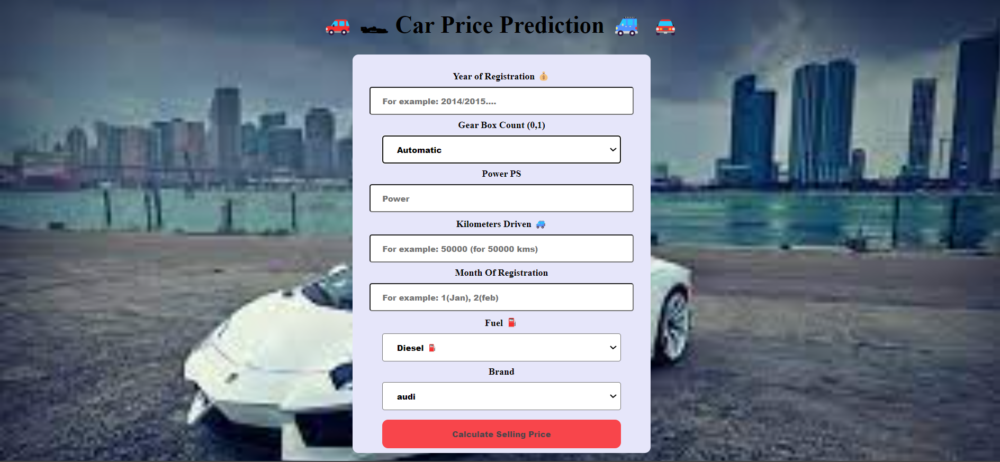 Car Price Prediction
Year of Registration
For example: 2014/2015....
Gear Box Count (0,1)
Automatic
Power PS
Power
Kilometers Driven
For example: 50000 (for 50000 kms)
Month Of Registration
For example: 1(Jan), 2(feb)
Fuel
Diesel
Brand
audi
Calculate Selling Price